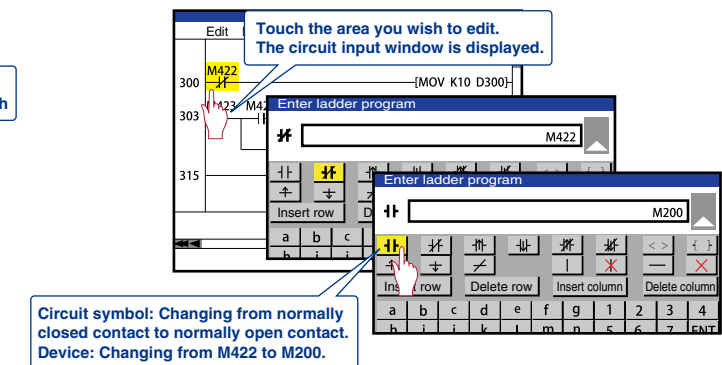 Edit
Touch the area you wish to edit.
The circuit input window is displayed.
h
M422
300
[MOV K10 D300]
303
M42
Enter ladder program
M422
315
Enter ladder program
Insert row
M200
a b c
Insert row Delete row Insert column Delete column
a b c d e f g 1 2 3 4
h i j k l m n 5 6 7 ENT
Circuit symbol: Changing from normally
closed contact to normally open contact.
Device: Changing from M422 to M200.